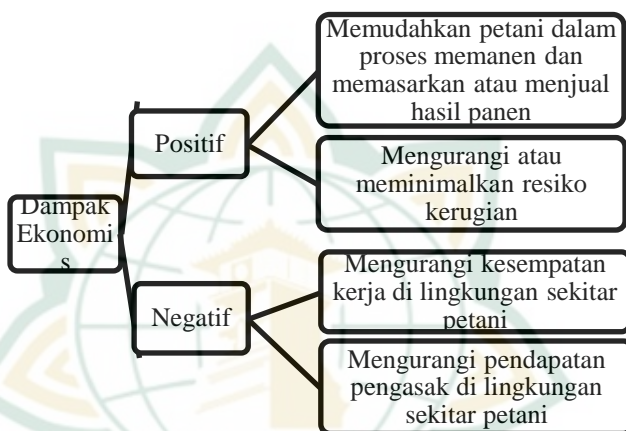 Dampak
Ekonomi
s
Positif
Memudahkan petani dalam
proses memanen dan
memasarkan atau menjual
hasil panen
Mengurangi atau
meminimalkan resiko
kerugian
Negatif
Mengurangi kesempatan
kerja di lingkungan sekitar
petani
Mengurangi pendapatan
pengasak di lingkungan
sekitar petani